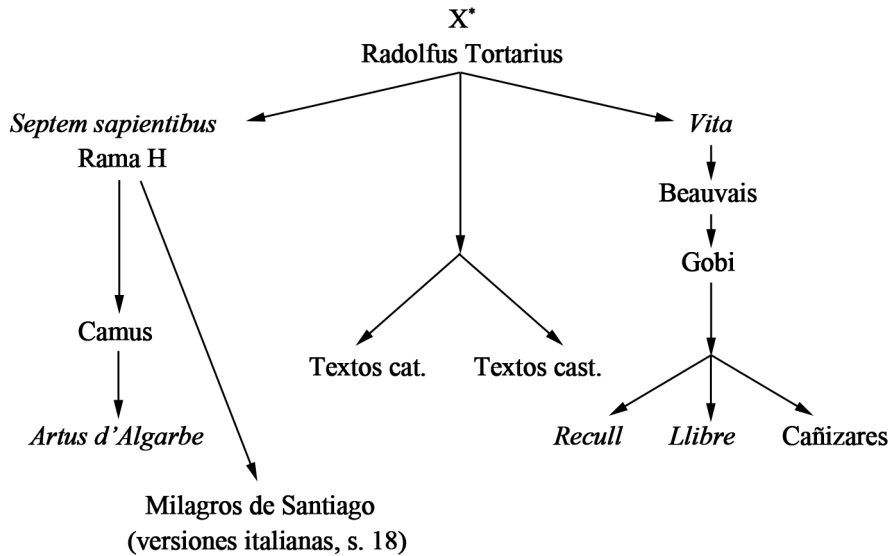 X*
Radolfus Tortarius
Septem sapientibus
Rama H
Vita
Beauvais
Gobi
Camus
Textos cat.
Textos cast.
Artus d’Algarbe
Recull
Llibre
Cañizares
Milagros de Santiago
(versiones italianas, s. 18)